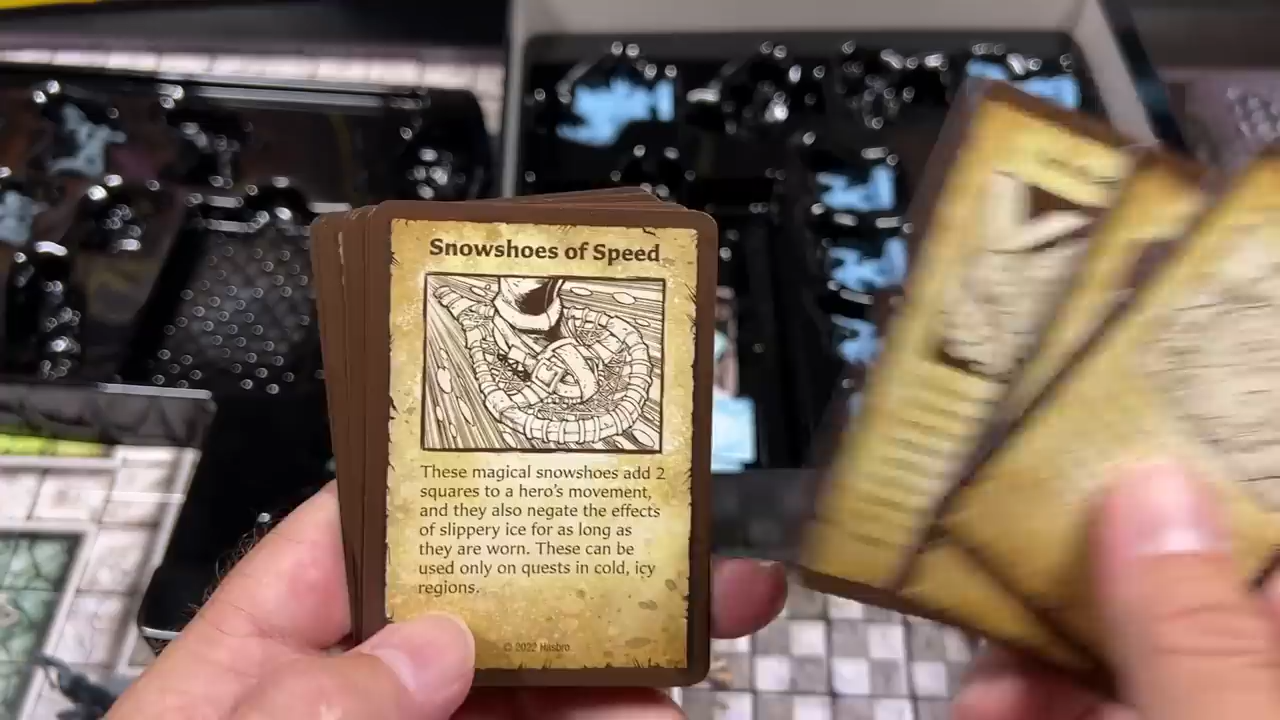 Snowshoes of Speed
These magical snowshoes add 2
squares to a hero's movement,
and they also negate the effects
of slippery ice for as long as
they are worn. These can be
used only on quests in cold, icy
regions.
© 2022 Hasbro